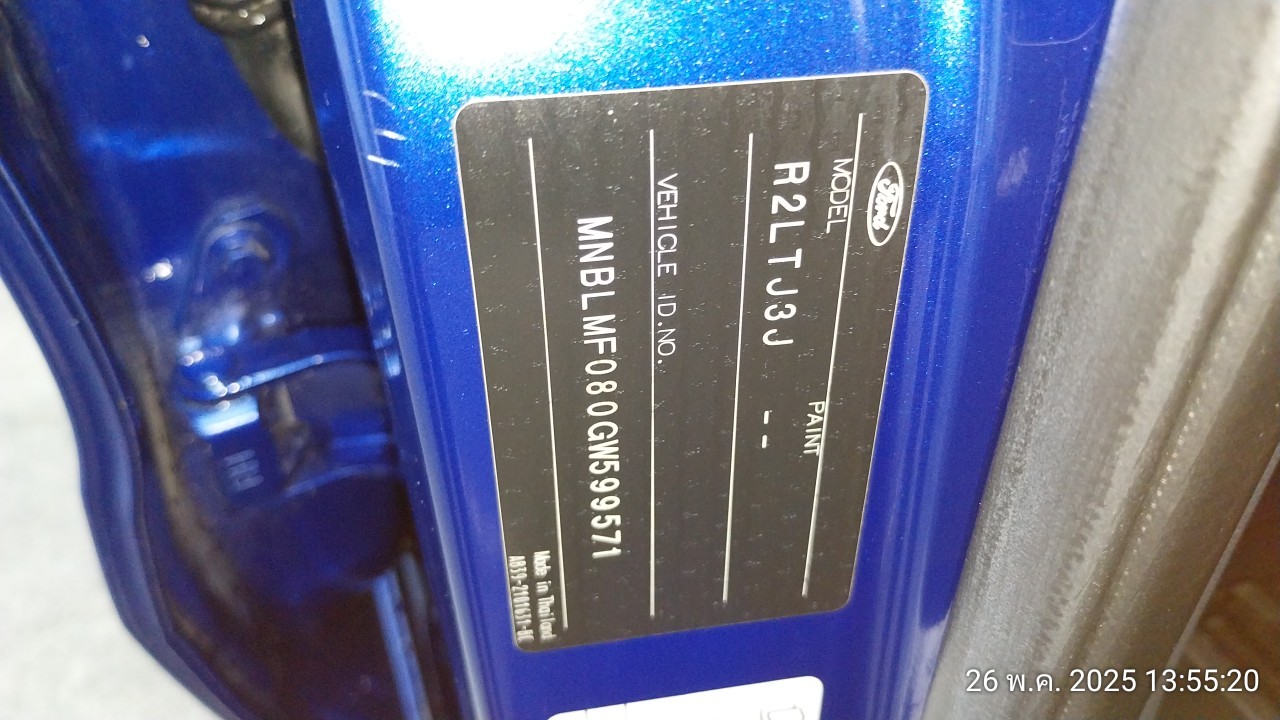 Ford
MODEL PAINT
R2LTJ3J --
VEHICLE ID.NO.
MNBLMF080GW599571
Made in Thailand
26 พ.ค. 2025 13:55:20